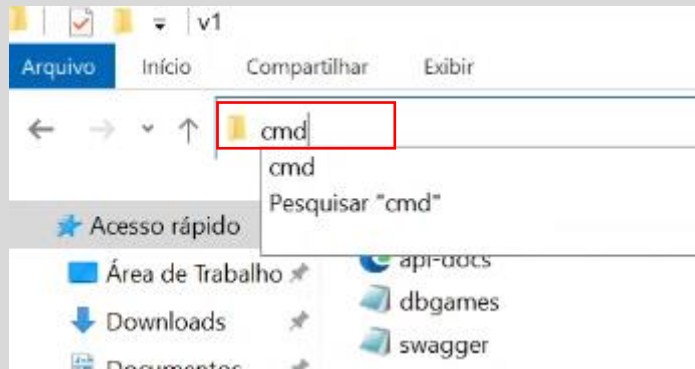 v1
Arquivo Início Compartilhar Exibir
cmd
cmd
Pesquisar "cmd"
Acesso rápido
Área de Trabalho
api-docs
Downloads
dbgames
Documentos
swagger